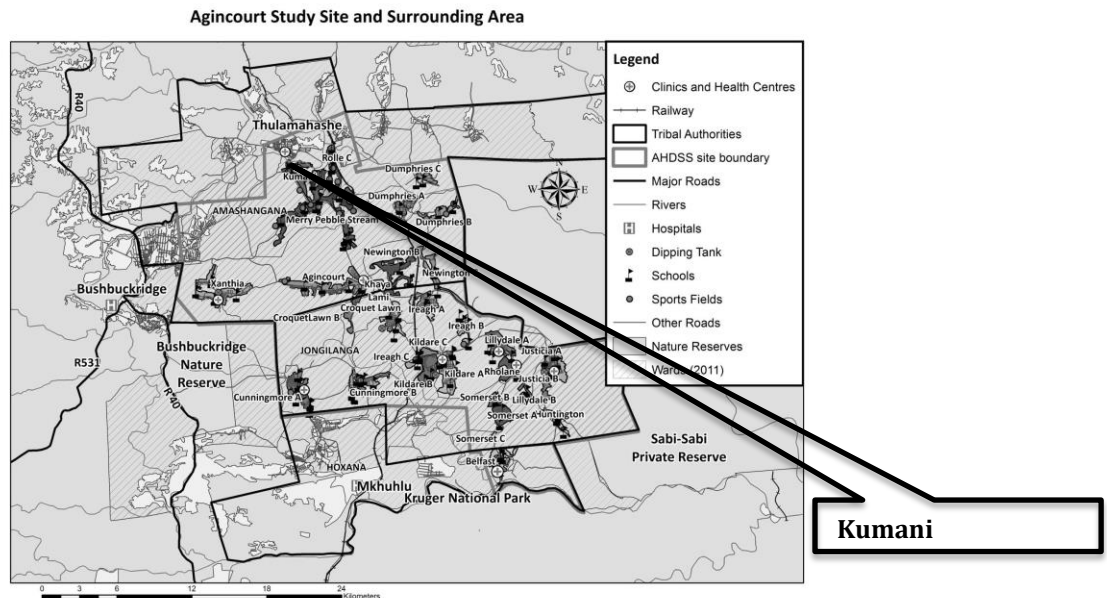 Agincourt Study Site and Surrounding Area
Legend
Clinics and Health Centres
Railway
Tribal Authorities
AHDSS site boundary
Major Roads
Rivers
Hospitals
Dipping Tank
Schools
Sports Fields
Other Roads
Nature Reserves
Wards (2011)
R40
Thulamahashe
Rolle C
Kuma
Dumphries C
Dumphries A
Dumphries B
N
W
E
S
AMASHANGANA
Merry Pebble Stream
Newington B
Newington
Xanthia
Agincourt
Khaya
Lami
Bushbuckridge
H
CroquetLawn B
Croquet Lawn
Ireagh A
Ireagh B
R531
Bushbuckridge
Nature
Reserve
R 40
JONGILANGA
Kildare C
Ireagh C
Lillydale A
Justicia A
Kildare A
Rholane
Justicia B
Kildare B
Cunningmore A
Cunningmore B
Somerset B
Lillydale B
Somerset A
Huntington
Somerset C
Belfast
Sabi-Sabi
Private Reserve
HOXANA
Mkhuhlu
Kruger National Park
Kumani
0 3 6 12 18 24
Kilometers